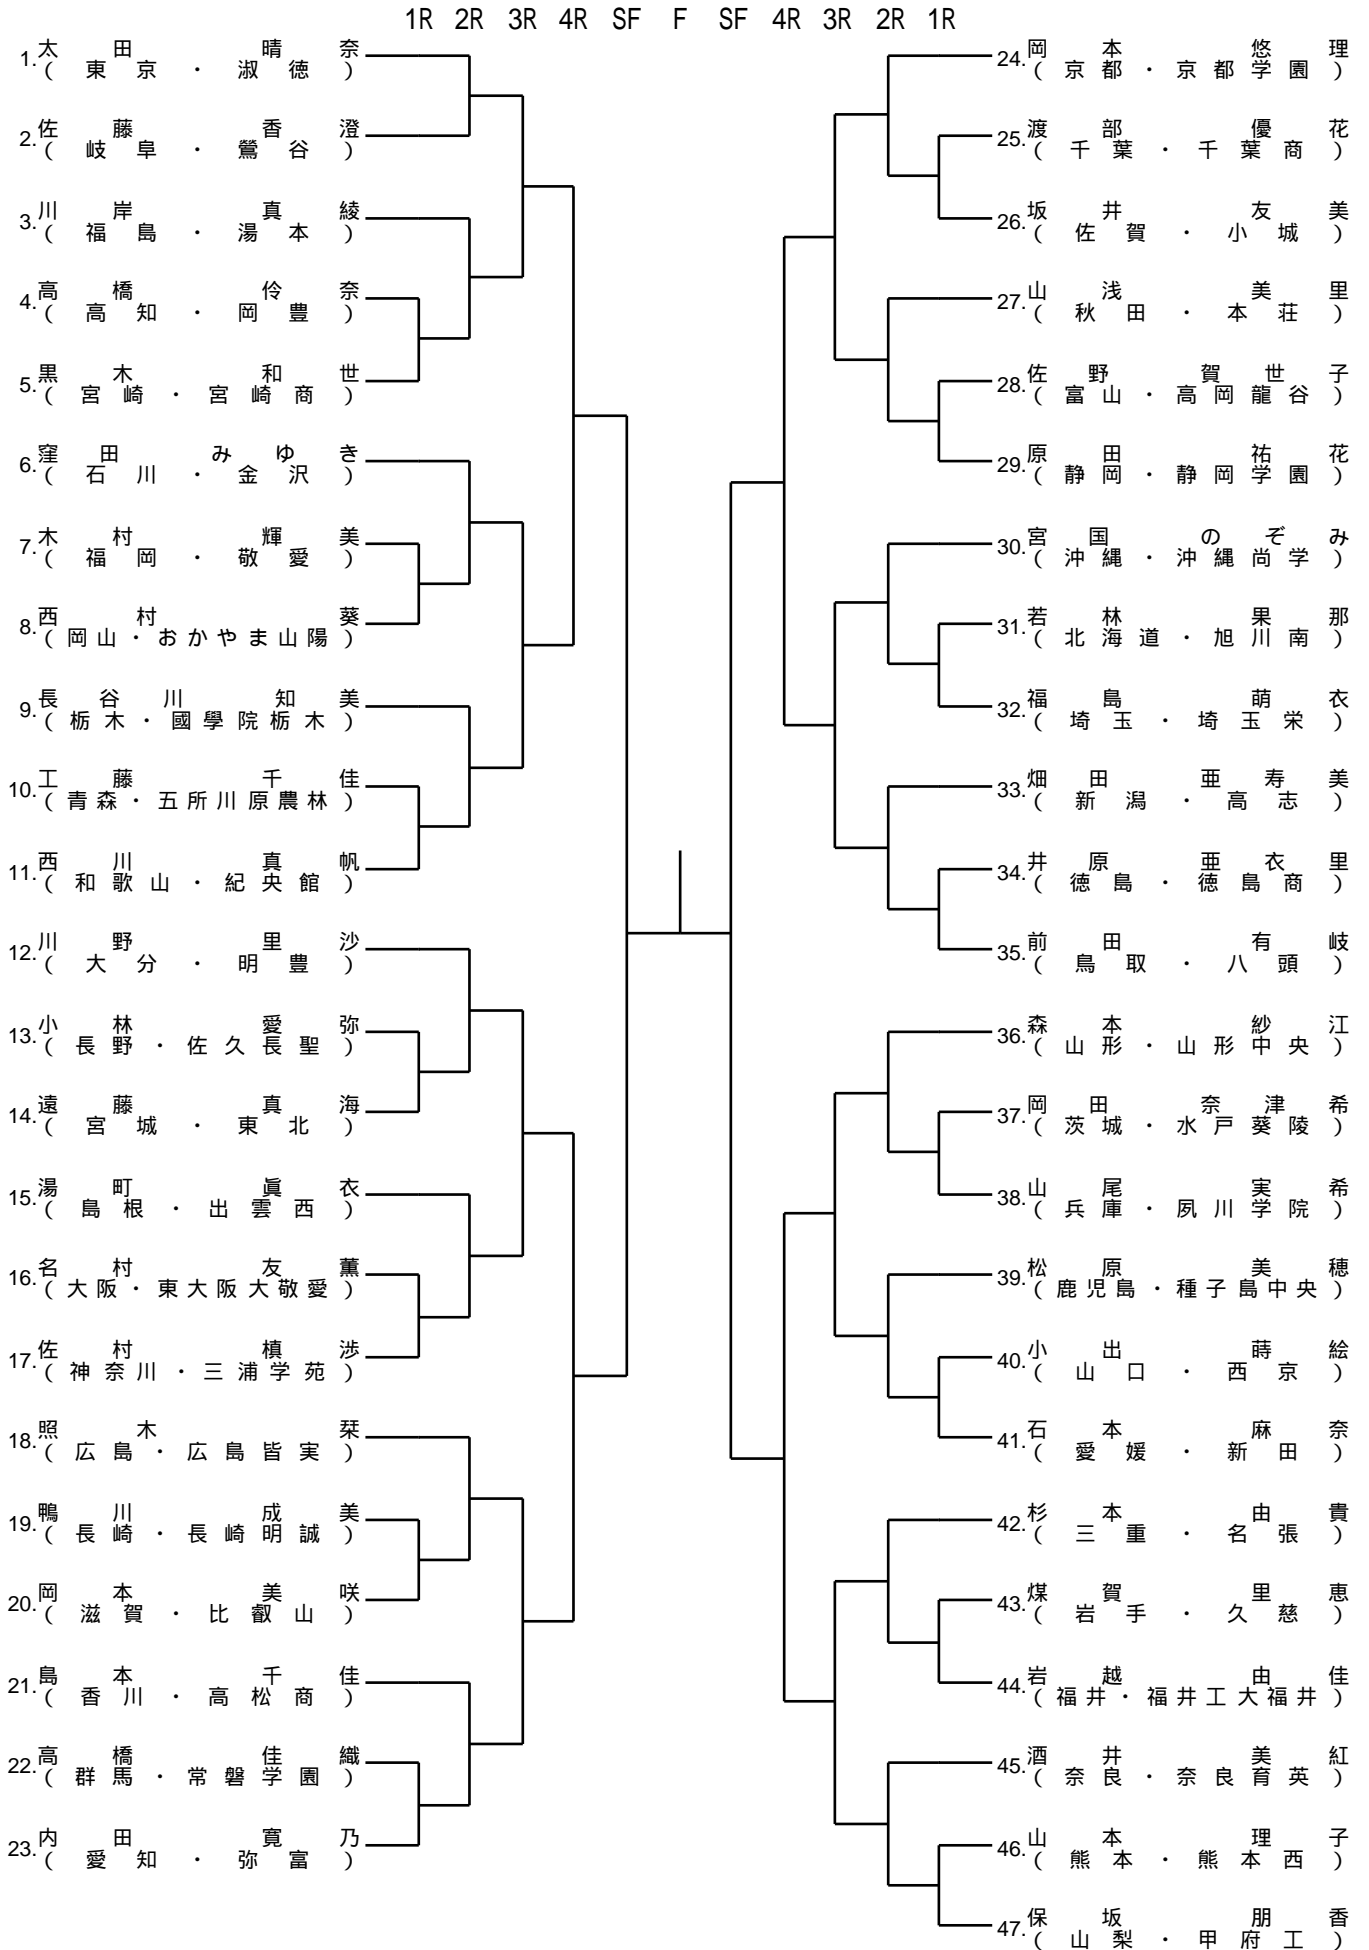 1R 2R 3R 4R SF F SF 4R 3R 2R 1R
1. 太田晴奈
(東京・淑徳)
2. 佐藤香澄
(岐阜・鶯谷)
3. 川岸真綾
(福島・湯本)
4. 高橋伶奈
(高知・岡豊)
5. 黒木和世
(宮崎・宮崎商)
6. 窪田みゆき
(石川・金沢)
7. 木村輝美
(福岡・敬愛)
8. 西村葵
(岡山・おかやま山陽)
9. 長谷川知美
(栃木・國學院栃木)
10. 工藤千佳
(青森・五所川原農林)
11. 西川真帆
(和歌山・紀央館)
12. 川野里沙
(大分・明豊)
13. 小林愛弥
(長野・佐久長聖)
14. 遠藤真海
(宮城・東北)
15. 湯町眞衣
(島根・出雲西)
16. 名村友薫
(大阪・東大阪大敬愛)
17. 佐村槙渉
(神奈川・三浦学苑)
18. 照木栞
(広島・広島皆実)
19. 鴨川成美
(長崎・長崎明誠)
20. 岡本美咲
(滋賀・比叡山)
21. 島本千佳
(香川・高松商)
22. 高橋佳織
(群馬・常磐学園)
23. 内田寛乃
(愛知・弥富)
24. 岡本悠理
(京都・京都学園)
25. 渡部優花
(千葉・千葉商)
26. 坂井友美
(佐賀・小城)
27. 山浅美里
(秋田・本荘)
28. 佐野賀世子
(富山・高岡龍谷)
29. 原田祐花
(静岡・静岡学園)
30. 宮国のぞみ
(沖縄・沖縄尚学)
31. 若林果那
(北海道・旭川南)
32. 福島萌衣
(埼玉・埼玉栄)
33. 畑田亜寿美
(新潟・高志)
34. 井原亜衣里
(徳島・徳島商)
35. 前田有岐
(鳥取・八頭)
36. 森本紗江
(山形・山形中央)
37. 岡田奈津希
(茨城・水戸葵陵)
38. 山尾実希
(兵庫・夙川学院)
39. 松原美穂
(鹿児島・種子島中央)
40. 小出蒔絵
(山口・西京)
41. 石本麻奈
(愛媛・新田)
42. 杉本由貴
(三重・名張)
43. 煤賀里恵
(岩手・久慈)
44. 岩越由佳
(福井・福井工大福井)
45. 酒井美紅
(奈良・奈良育英)
46. 山本理子
(熊本・熊本西)
47. 保坂朋香
(山梨・甲府工)